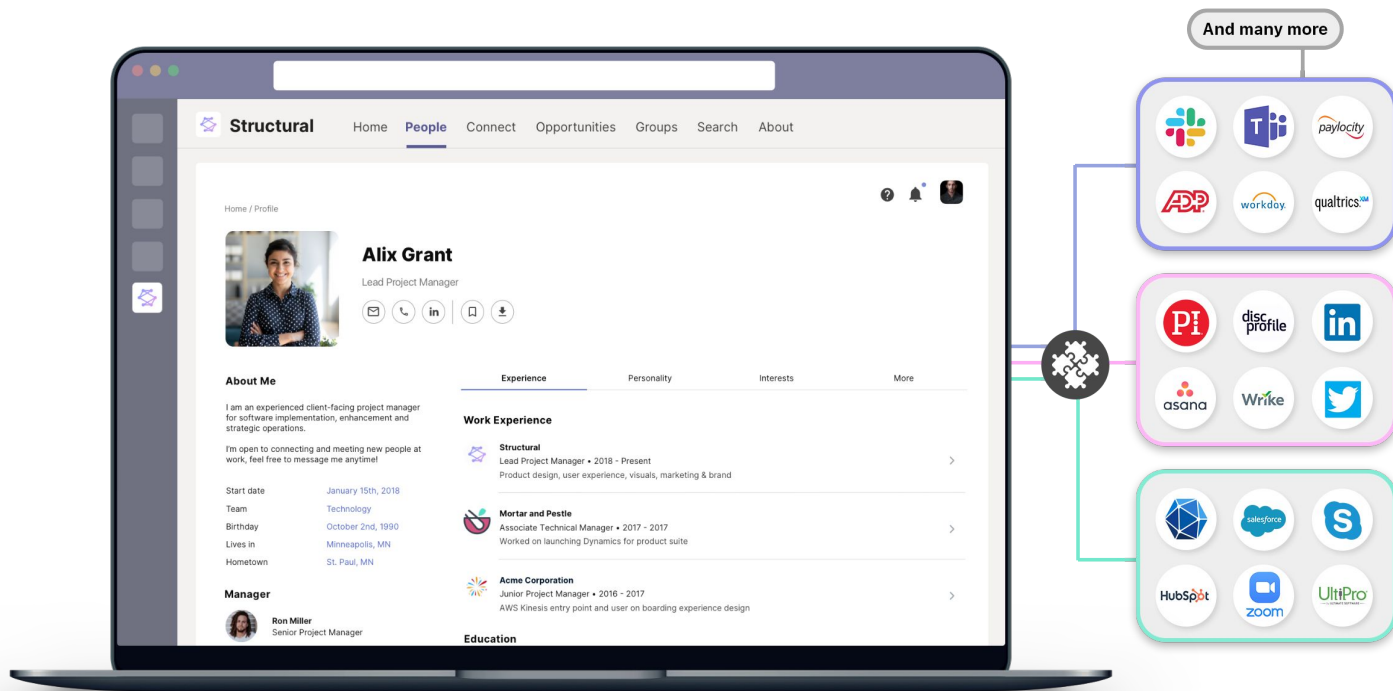 And many more
Structural
Home People Connect Opportunities Groups Search About
Home / Profile
Alix Grant
Lead Project Manager
in
About Me
I am an experienced client-facing project manager
for software implementation, enhancement and
strategic operations.
I'm open to connecting and meeting new people at
work, feel free to message me anytime!
Start date January 15th, 2018
Team Technology
Birthday October 2nd, 1990
Lives in Minneapolis, MN
Hometown St. Paul, MN
Manager
Ron Miller
Senior Project Manager
Experience Personality Interests More
Work Experience
Structural
Lead Project Manager • 2018 - Present
Product design, user experience, visuals, marketing & brand
Mortar and Pestle
Associate Technical Manager • 2017 - 2017
Worked on launching Dynamics for product suite
Acme Corporation
Junior Project Manager • 2016 - 2017
AWS Kinesis entry point and user on boarding experience design
Education
T paylocity
ADP workday. qualtrics.XM
PI disc profile in
asana Wrike
salesforce S
HubSpot zoom UltiPro